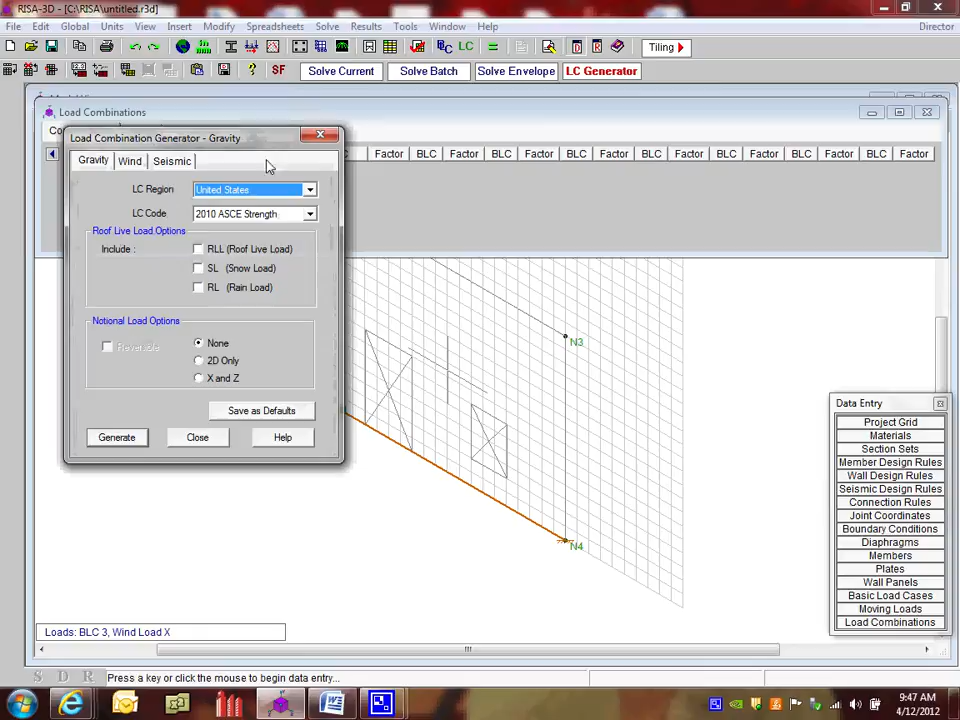 RISA-3D - [C:\RISA\untitled.r3d]
File Edit Global Units View Insert Modify Spreadsheets Solve Results Tools Window Help Director
LC Tiling
SF Solve Current Solve Batch Solve Envelope LC Generator
Load Combinations
Load Combination Generator - Gravity
Factor BLC Factor BLC Factor BLC Factor BLC Factor BLC Factor BLC Factor BLC Factor
Gravity Wind Seismic
LC Region United States
LC Code 2010 ASCE Strength
Roof Live Load Options
Include : RLL (Roof Live Load)
SL (Snow Load)
RL (Rain Load)
Notional Load Options
Reversible None
2D Only
X and Z
Save as Defaults
Generate Close Help
N3
N4
Data Entry
Project Grid
Materials
Section Sets
Member Design Rules
Wall Design Rules
Seismic Design Rules
Connection Rules
Joint Coordinates
Boundary Conditions
Diaphragms
Members
Plates
Wall Panels
Basic Load Cases
Moving Loads
Load Combinations
Loads: BLC 3, Wind Load X
S D R Press a key or click the mouse to begin data entry...
9:47 AM
4/12/2012